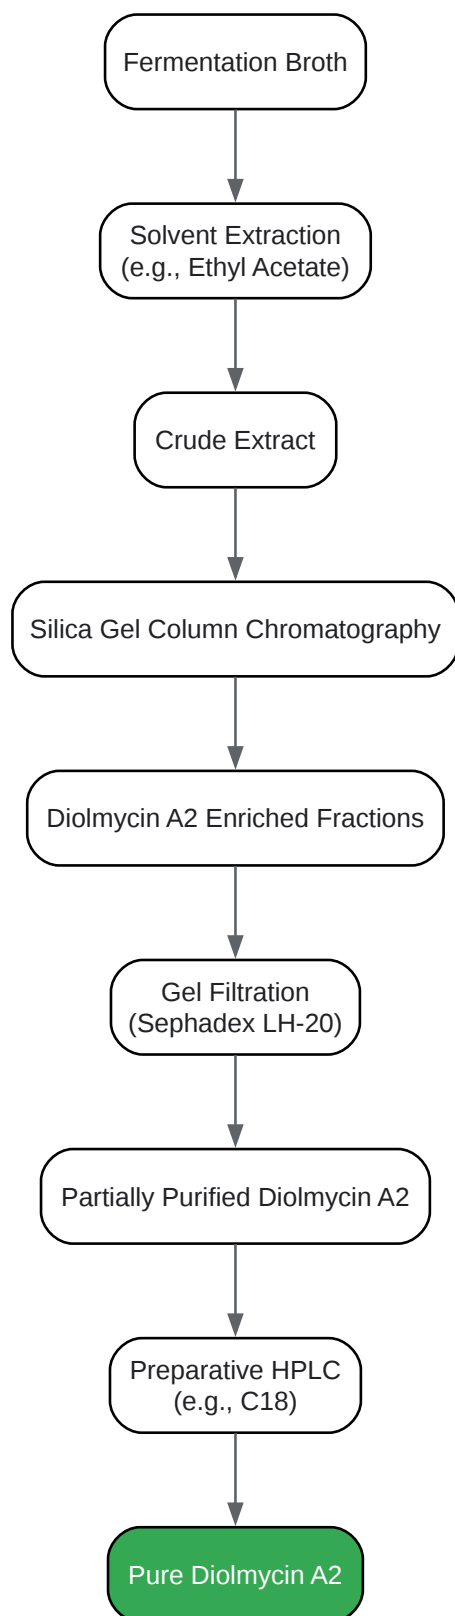 Fermentation Broth
Solvent Extraction
(e.g., Ethyl Acetate)
Crude Extract
Silica Gel Column Chromatography
Diolmycin A2 Enriched Fractions
Gel Filtration
(Sephadex LH-20)
Partially Purified Diolmycin A2
Preparative HPLC
(e.g., C18)
Pure Diolmycin A2